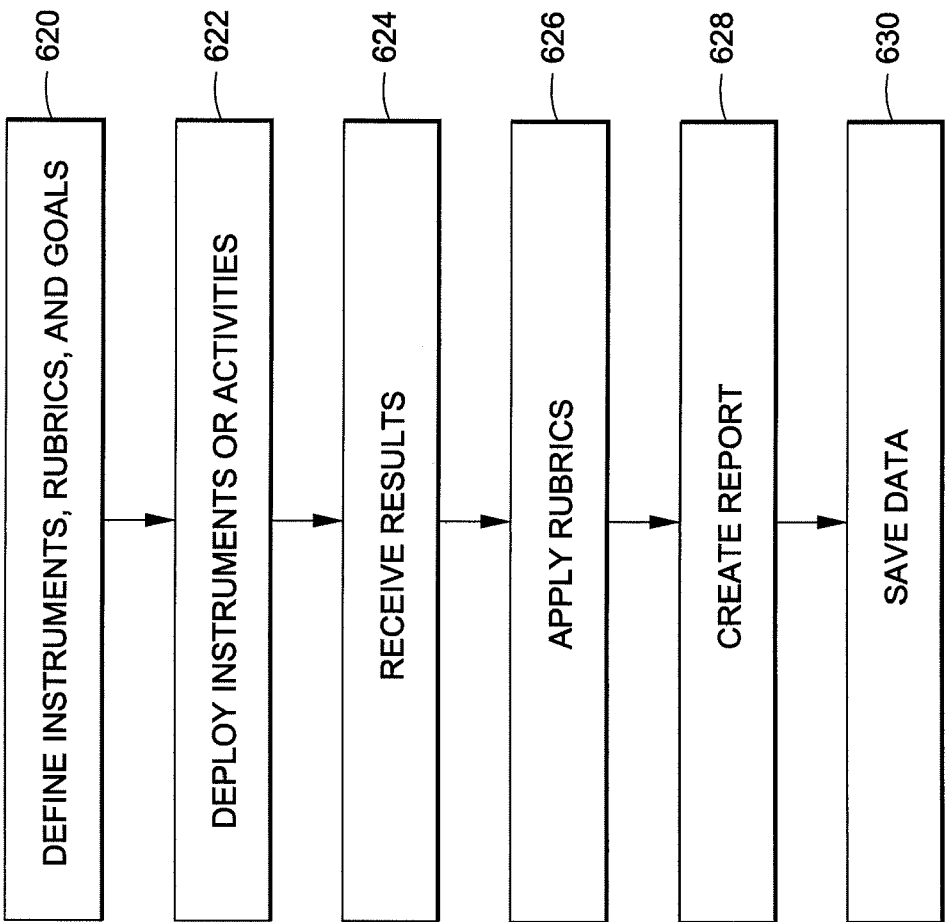 620
DEFINE INSTRUMENTS, RUBRICS, AND GOALS
622
DEPLOY INSTRUMENTS OR ACTIVITIES
624
RECEIVE RESULTS
626
APPLY RUBRICS
628
CREATE REPORT
630
SAVE DATA